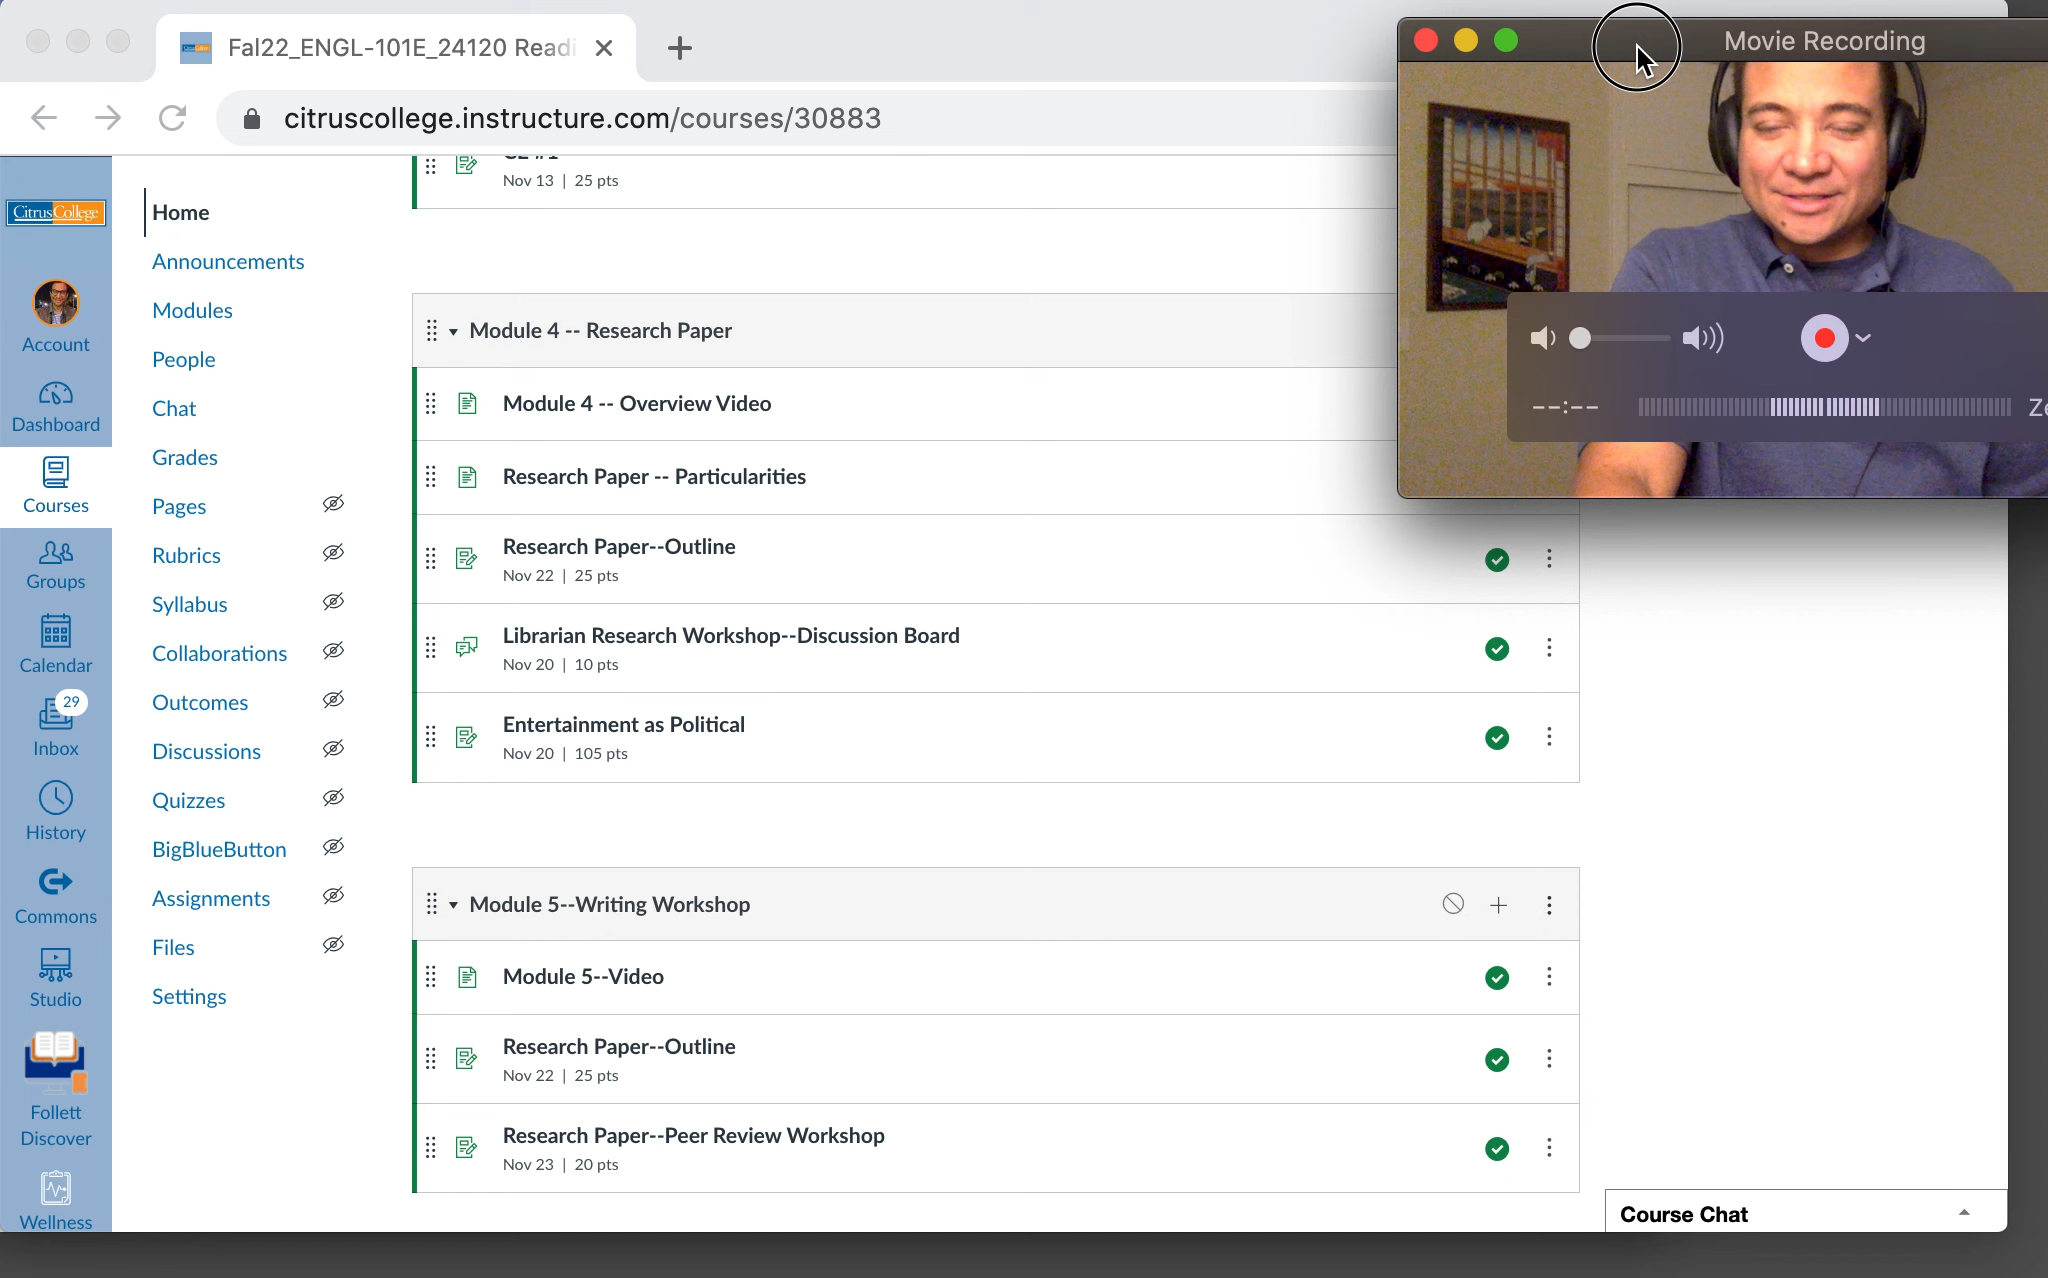 Fal22_ENGL-101E_24120 Readi
Movie Recording
citruscollege.instructure.com/courses/30883
CitrusCollege
Account
Dashboard
Courses
Groups
Calendar
29
Inbox
History
Commons
Studio
Follett
Discover
Wellness
Home
Announcements
Modules
People
Chat
Grades
Pages
Rubrics
Syllabus
Collaborations
Outcomes
Discussions
Quizzes
BigBlueButton
Assignments
Files
Settings
Nov 13 | 25 pts
Module 4 -- Research Paper
Module 4 -- Overview Video
Research Paper -- Particularities
Research Paper--Outline
Nov 22 | 25 pts
Librarian Research Workshop--Discussion Board
Nov 20 | 10 pts
Entertainment as Political
Nov 20 | 105 pts
Module 5--Writing Workshop
Module 5--Video
Research Paper--Outline
Nov 22 | 25 pts
Research Paper--Peer Review Workshop
Nov 23 | 20 pts
--:--
Course Chat